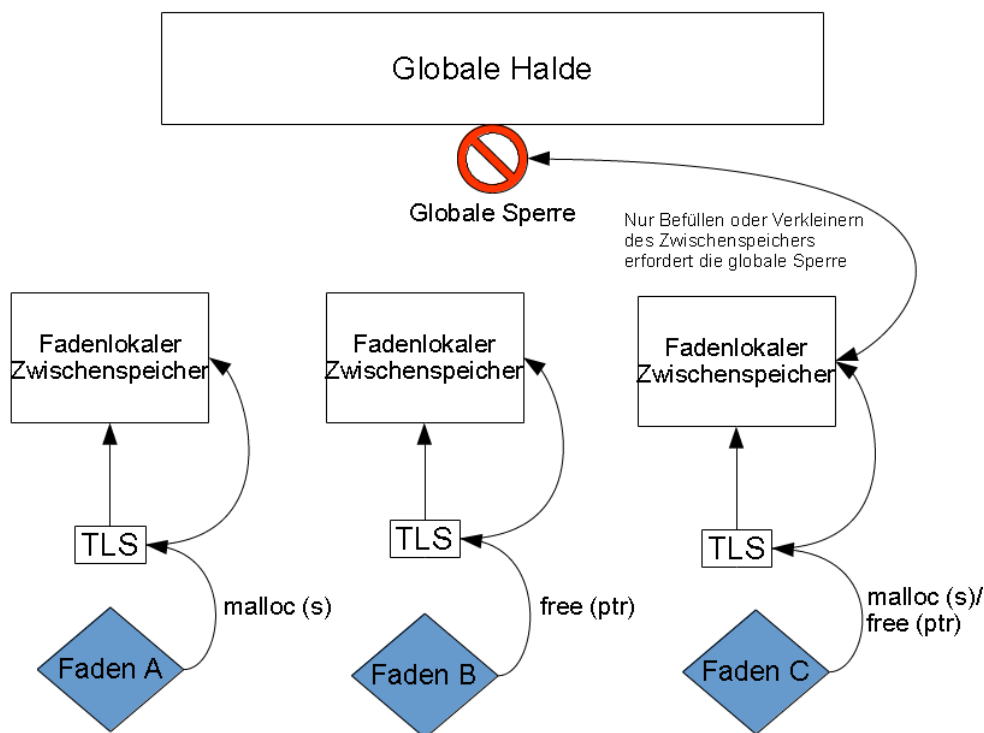 Globale Halde
Globale Sperre
Nur Befüllen oder Verkleinern
des Zwischenspeichers
erfordert die globale Sperre
Fadenlokaler
Zwischenspeicher
Fadenlokaler
Zwischenspeicher
Fadenlokaler
Zwischenspeicher
TLS
TLS
TLS
malloc (s)
free (ptr)
malloc (s)/
free (ptr)
Faden A
Faden B
Faden C